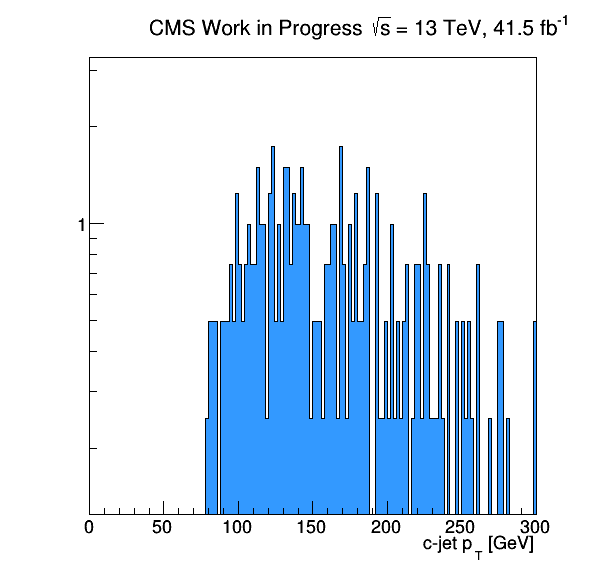 CMS Work in Progress √s = 13 TeV, 41.5 fb⁻¹
1
0 50 100 150 200 250 300
c-jet p_T [GeV]